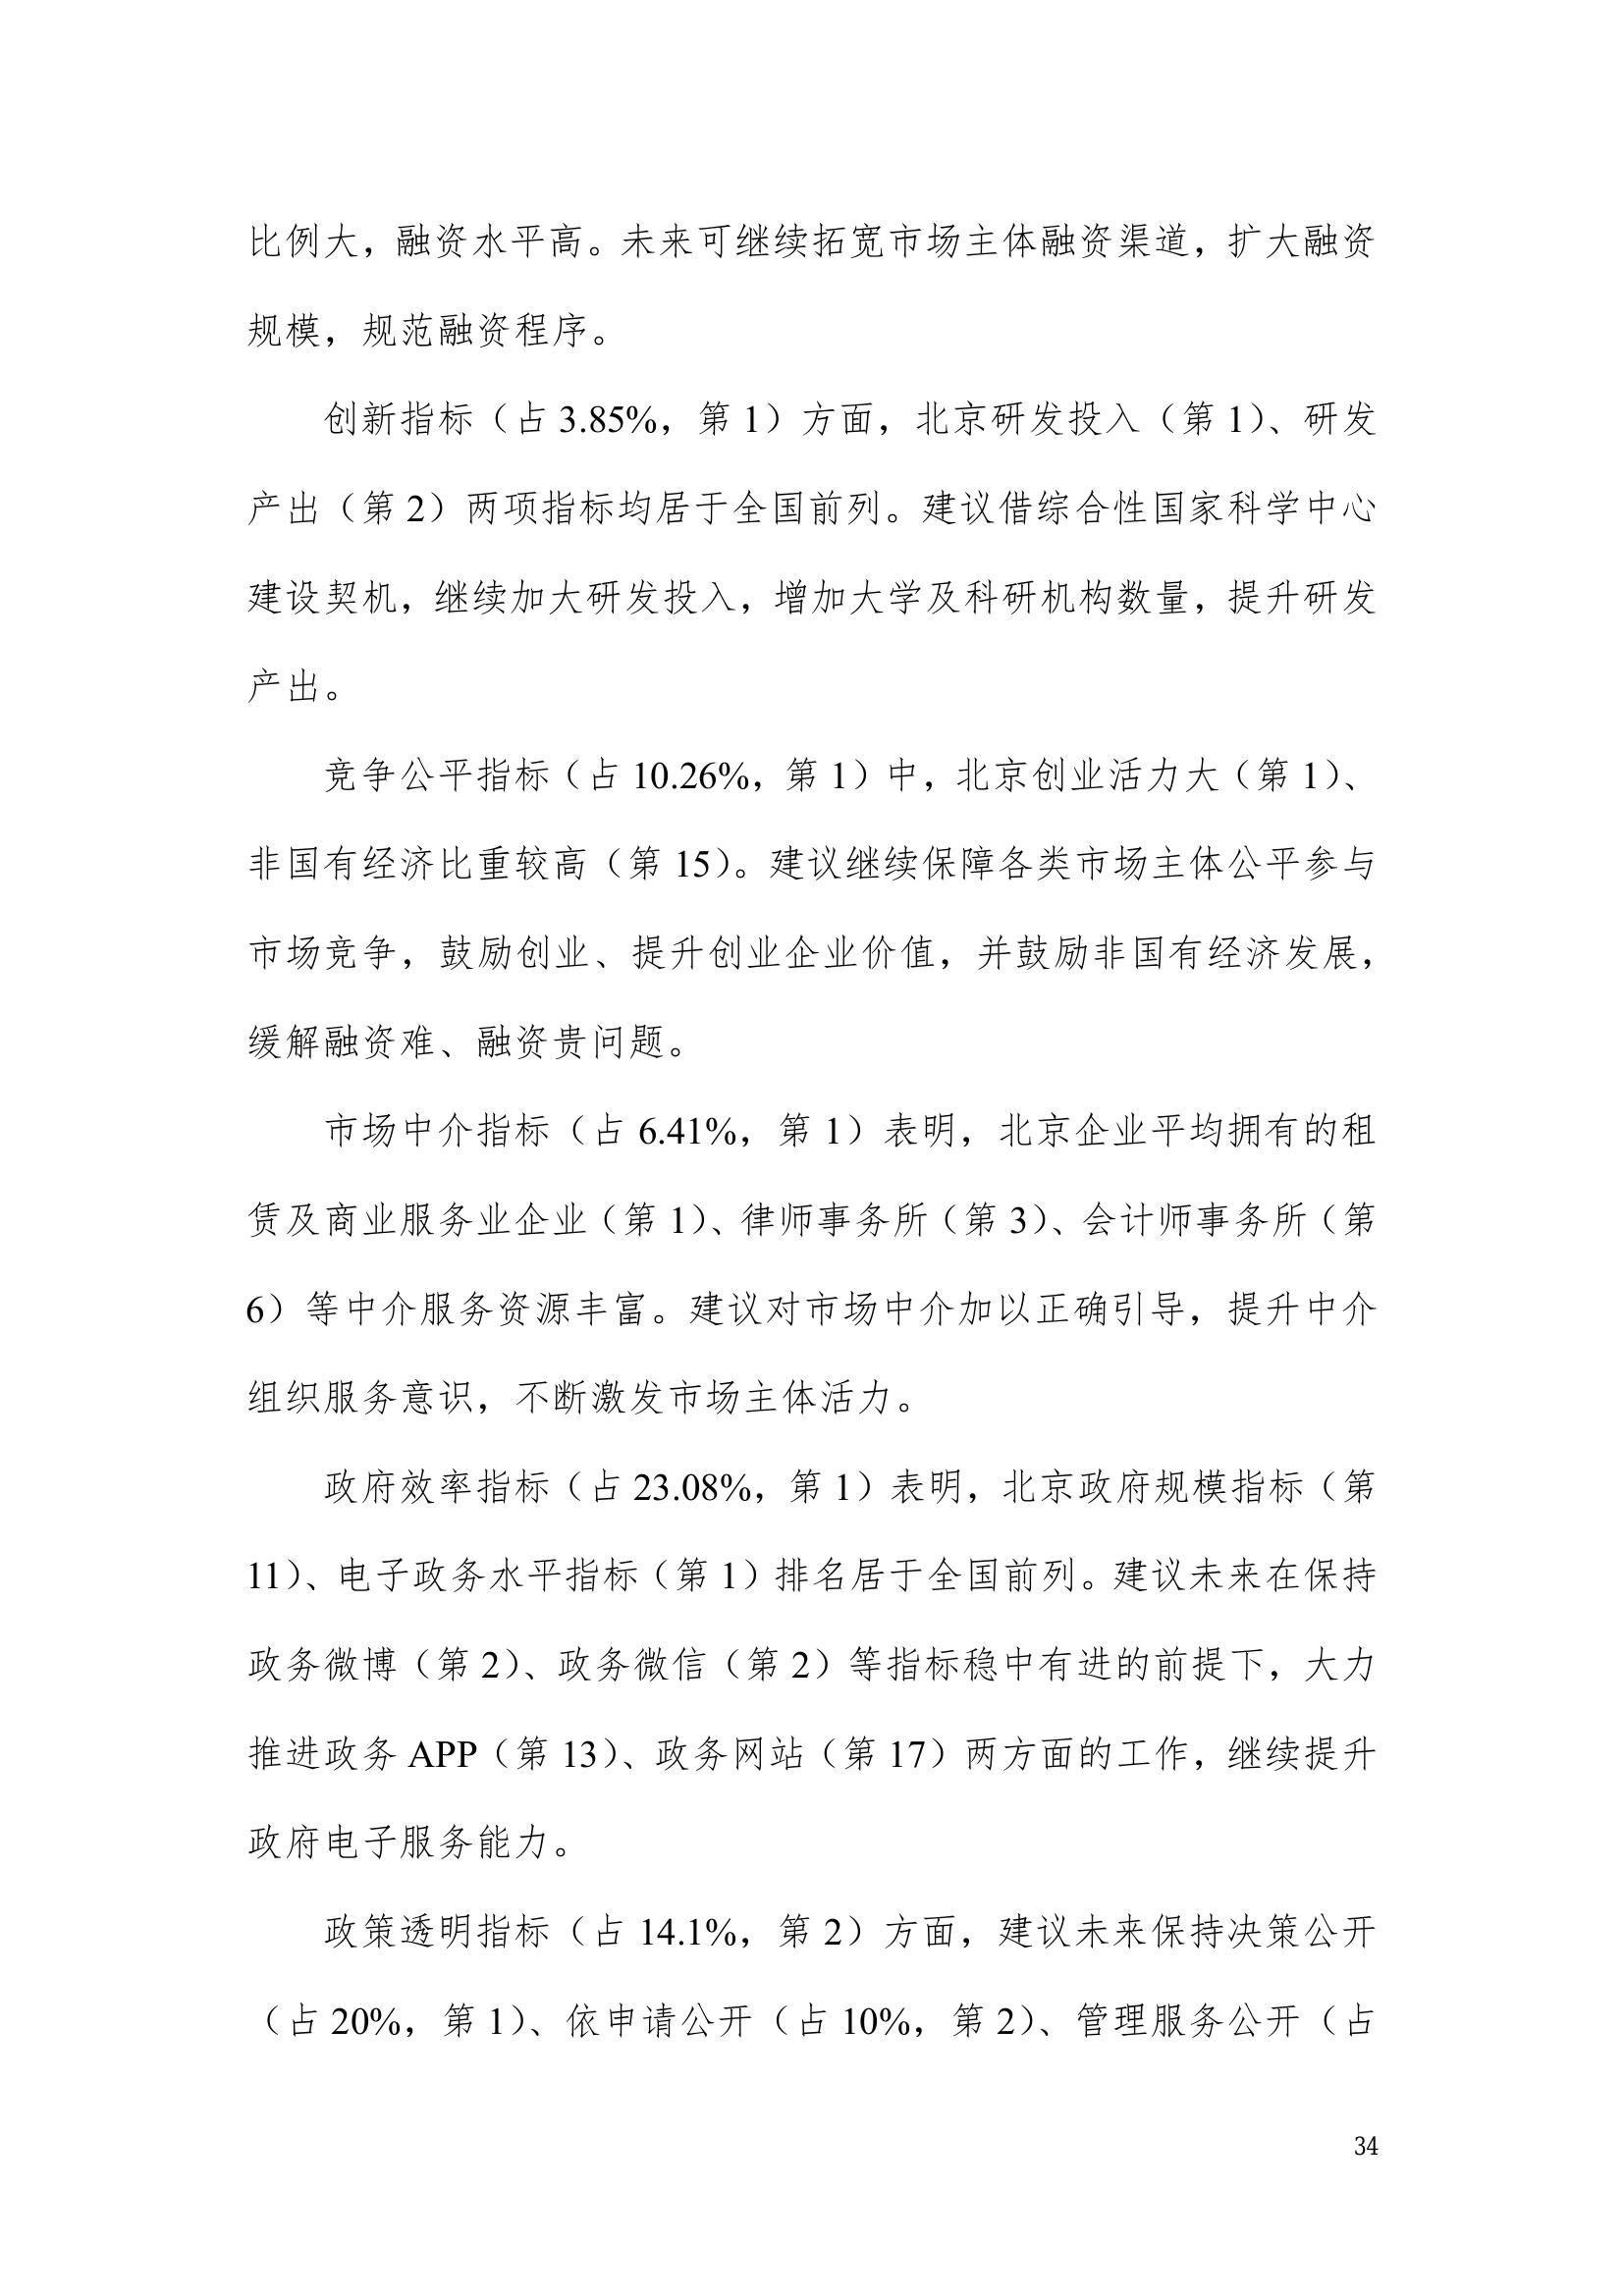 比例大，融资水平高。未来可继续拓宽市场主体融资渠道，扩大融资
规模，规范融资程序。
创新指标（占 3.85%，第 1）方面，北京研发投入（第 1）、研发
产出（第 2）两项指标均居于全国前列。建议借综合性国家科学中心
建设契机，继续加大研发投入，增加大学及科研机构数量，提升研发
产出。
竞争公平指标（占 10.26%，第 1）中，北京创业活力大（第 1）、
非国有经济比重较高（第 15）。建议继续保障各类市场主体公平参与
市场竞争，鼓励创业、提升创业企业价值，并鼓励非国有经济发展，
缓解融资难、融资贵问题。
市场中介指标（占 6.41%，第 1）表明，北京企业平均拥有的租
赁及商业服务业企业（第 1）、律师事务所（第 3）、会计师事务所（第
6）等中介服务资源丰富。建议对市场中介加以正确引导，提升中介
组织服务意识，不断激发市场主体活力。
政府效率指标（占 23.08%，第 1）表明，北京政府规模指标（第
11）、电子政务水平指标（第 1）排名居于全国前列。建议未来在保持
政务微博（第 2）、政务微信（第 2）等指标稳中有进的前提下，大力
推进政务 APP（第 13）、政务网站（第 17）两方面的工作，继续提升
政府电子服务能力。
政策透明指标（占 14.1%，第 2）方面，建议未来保持决策公开
（占 20%，第 1）、依申请公开（占 10%，第 2）、管理服务公开（占
34